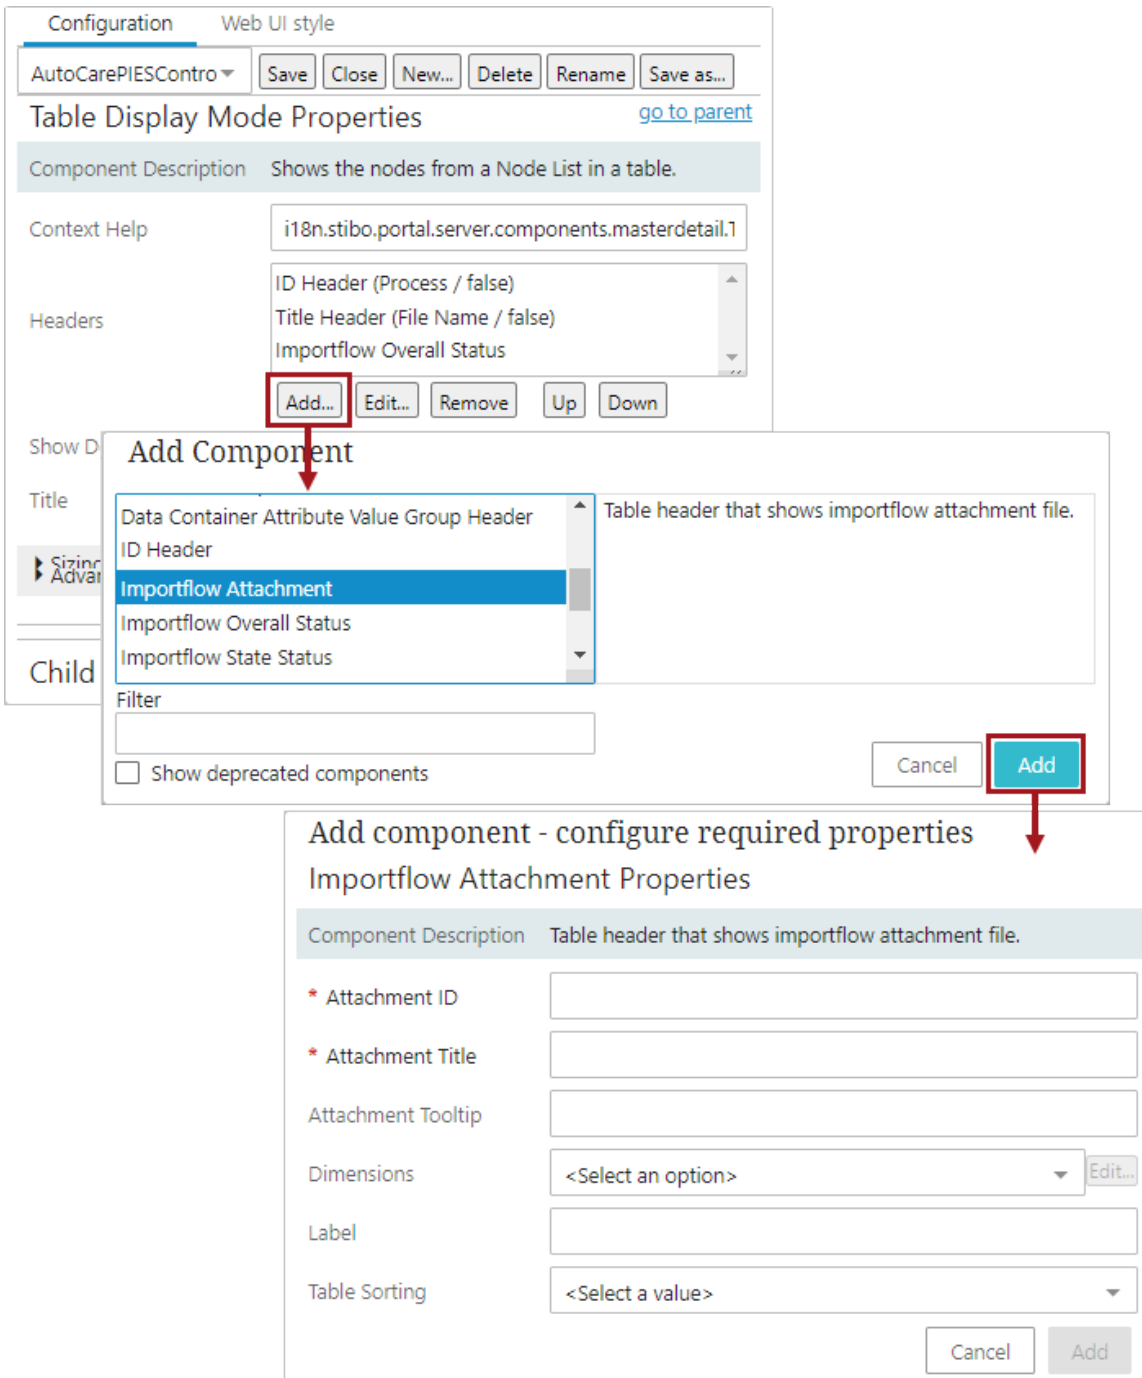 Configuration Web UI style
AutoCarePIESContro Save Close New... Delete Rename Save as...
Table Display Mode Properties go to parent
Component Description Shows the nodes from a Node List in a table.
Context Help i18n.stibo.portal.server.components.masterdetail.T
Headers
ID Header (Process / false)
Title Header (File Name / false)
Importflow Overall Status
Add... Edit... Remove Up Down
Show D
Title
Sizing
Advan
Child
Add Component
Data Container Attribute Value Group Header
ID Header
Importflow Attachment
Importflow Overall Status
Importflow State Status
Table header that shows importflow attachment file.
Filter
Show deprecated components
Cancel Add
Add component - configure required properties
Importflow Attachment Properties
Component Description Table header that shows importflow attachment file.
* Attachment ID
* Attachment Title
Attachment Tooltip
Dimensions <Select an option> Edit...
Label
Table Sorting <Select a value>
Cancel Add